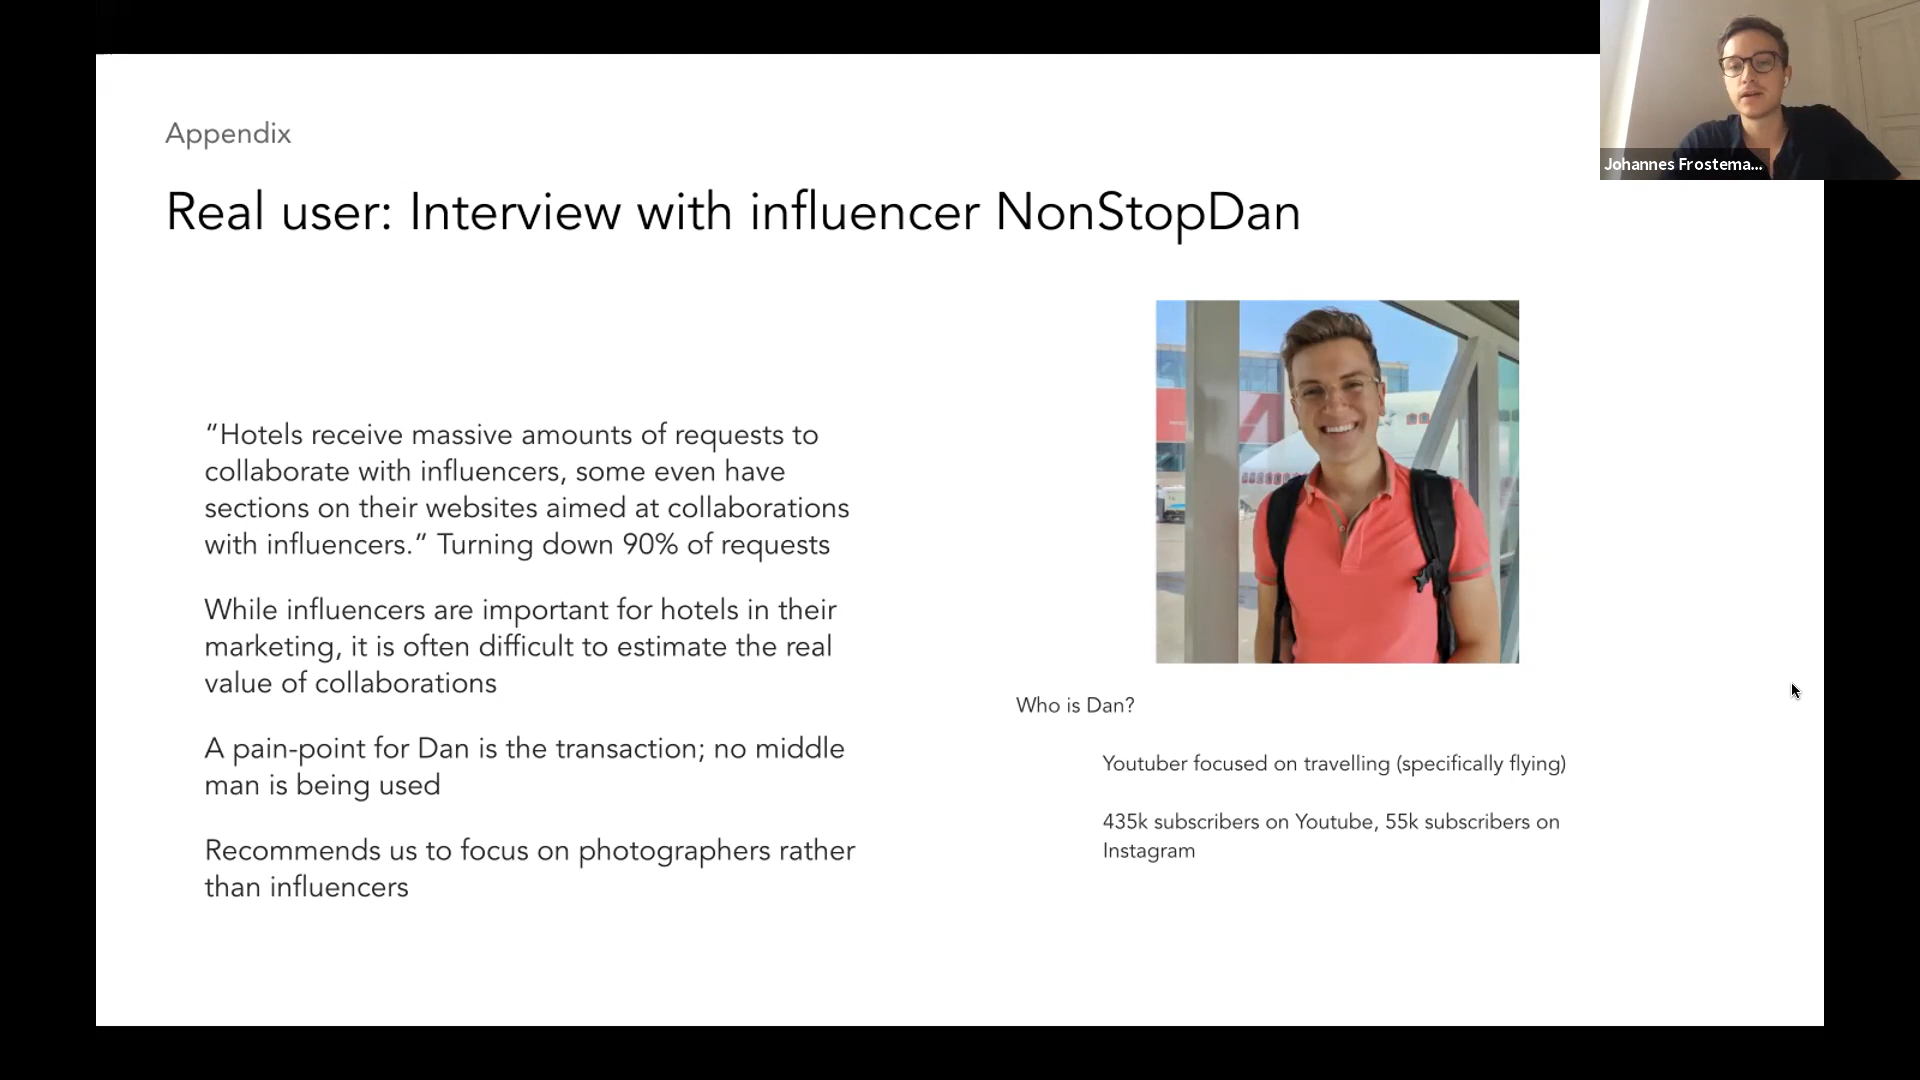 Appendix
Real user: Interview with influencer NonStopDan
“Hotels receive massive amounts of requests to
collaborate with influencers, some even have
sections on their websites aimed at collaborations
with influencers.” Turning down 90% of requests
While influencers are important for hotels in their
marketing, it is often difficult to estimate the real
value of collaborations
A pain-point for Dan is the transaction; no middle
man is being used
Recommends us to focus on photographers rather
than influencers
Who is Dan?
Youtuber focused on travelling (specifically flying)
435k subscribers on Youtube, 55k subscribers on
Instagram
Johannes Frostema...